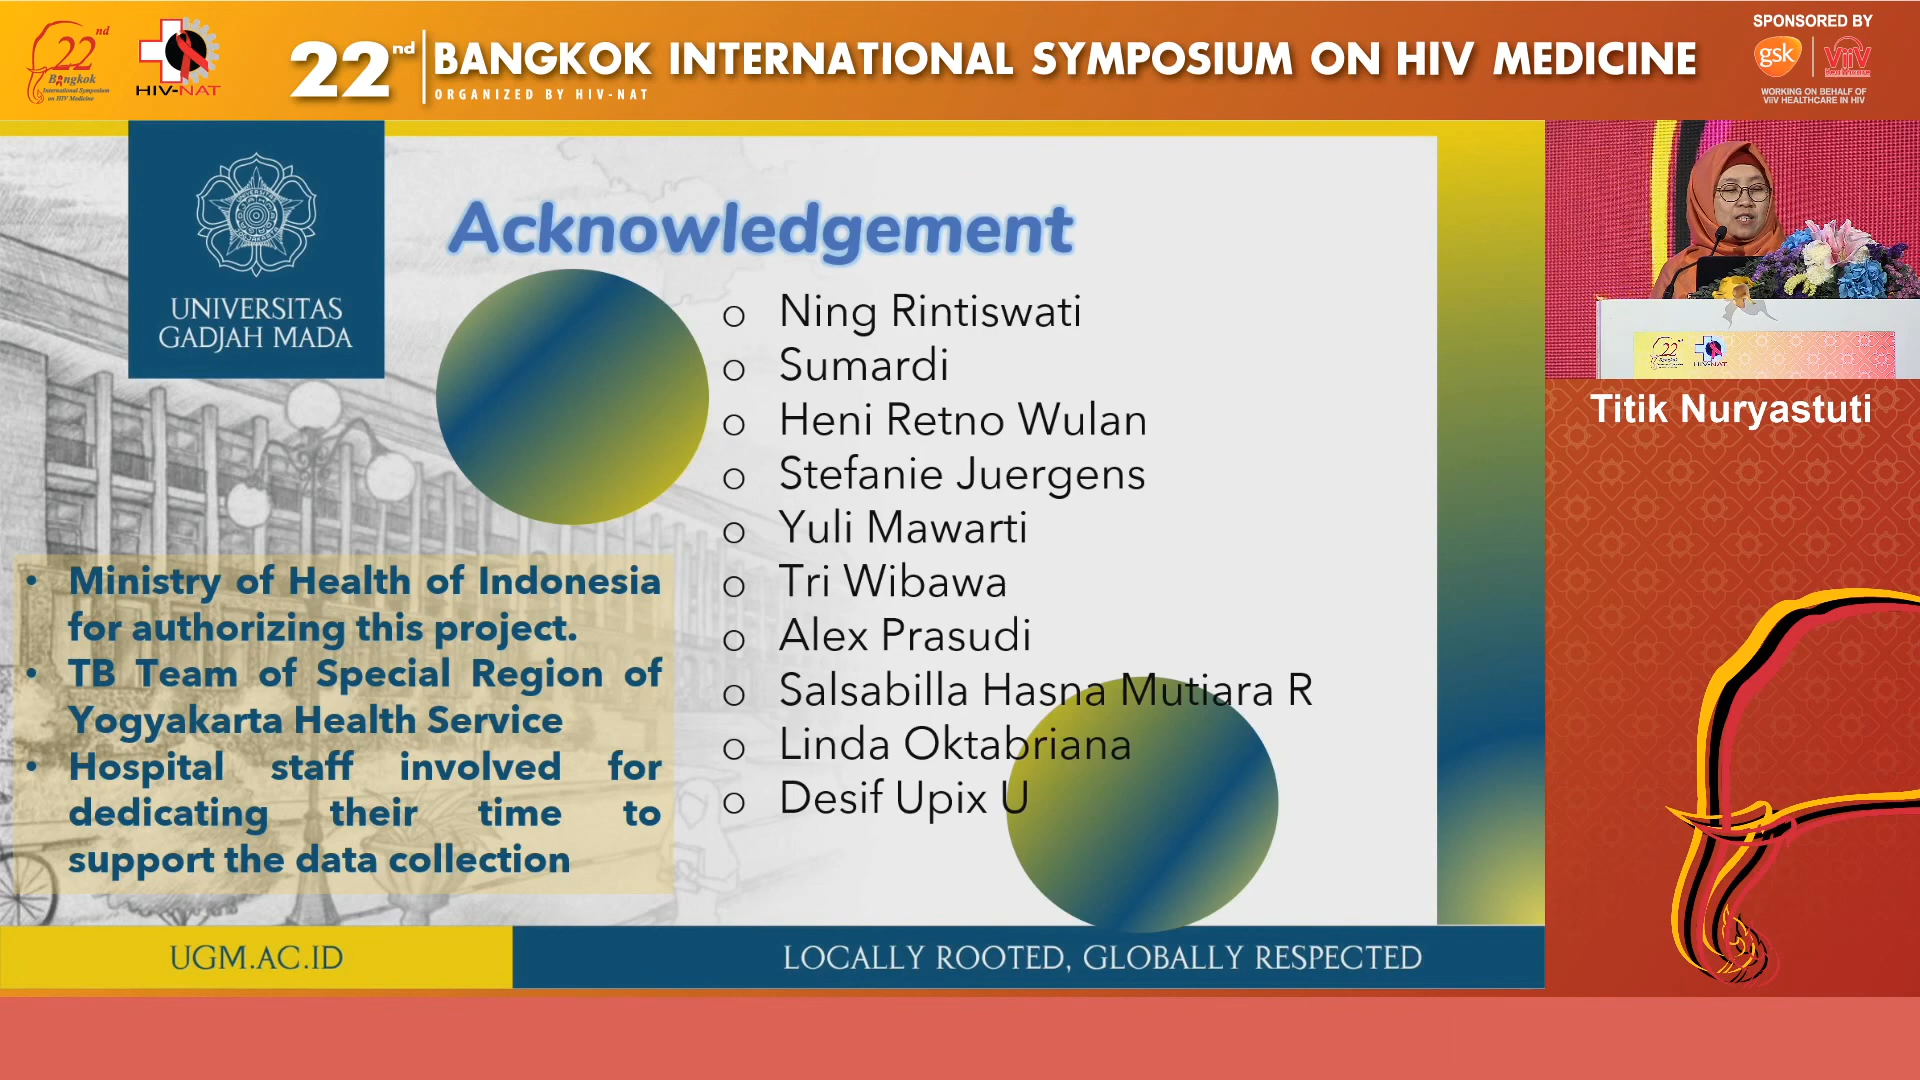 22nd
Bangkok
International Symposium
on HIV Medicine
HIV-NAT
22nd BANGKOK INTERNATIONAL SYMPOSIUM ON HIV MEDICINE
ORGANIZED BY HIV-NAT
SPONSORED BY
gsk
ViiV
WORKING ON BEHALF OF
ViiV HEALTHCARE IN HIV
UNIVERSITAS
GADJAH MADA
Acknowledgement
o Ning Rintiswati
o Sumardi
o Heni Retno Wulan
o Stefanie Juergens
o Yuli Mawarti
o Tri Wibawa
o Alex Prasudi
o Salsabilla Hasna Mutiara R
o Linda Oktabriana
o Desif Upix U
• Ministry of Health of Indonesia
for authorizing this project.
• TB Team of Special Region of
Yogyakarta Health Service
• Hospital staff involved for
dedicating their time to
support the data collection
UGM.AC.ID
LOCALLY ROOTED, GLOBALLY RESPECTED
22nd
HIV-NAT
Titik Nuryastuti